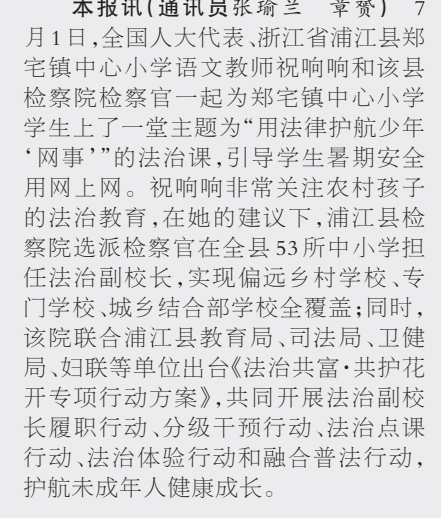 本报讯(通讯员张瑜兰 章赟) 7
月1日,全国人大代表、浙江省浦江县郑
宅镇中心小学语文教师祝响响和该县
检察院检察官一起为郑宅镇中心小学
学生上了一堂主题为“用法律护航少年
‘网事’”的法治课,引导学生暑期安全
用网上网。祝响响非常关注农村孩子
的法治教育,在她的建议下,浦江县检
察院选派检察官在全县53所中小学担
任法治副校长,实现偏远乡村学校、专
门学校、城乡结合部学校全覆盖;同时,
该院联合浦江县教育局、司法局、卫健
局、妇联等单位出台《法治共富·共护花
开专项行动方案》,共同开展法治副校
长履职行动、分级干预行动、法治点课
行动、法治体验行动和融合普法行动,
护航未成年人健康成长。